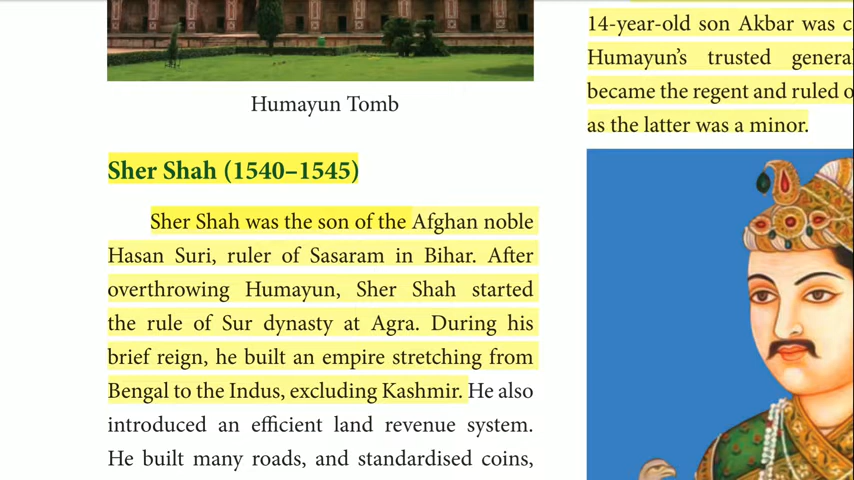 Humayun Tomb
Sher Shah (1540–1545)
Sher Shah was the son of the Afghan noble
Hasan Suri, ruler of Sasaram in Bihar. After
overthrowing Humayun, Sher Shah started
the rule of Sur dynasty at Agra. During his
brief reign, he built an empire stretching from
Bengal to the Indus, excluding Kashmir. He also
introduced an efficient land revenue system.
He built many roads, and standardised coins,
14-year-old son Akbar was
Humayun's trusted
became the regent and ruled
as the latter was a minor.